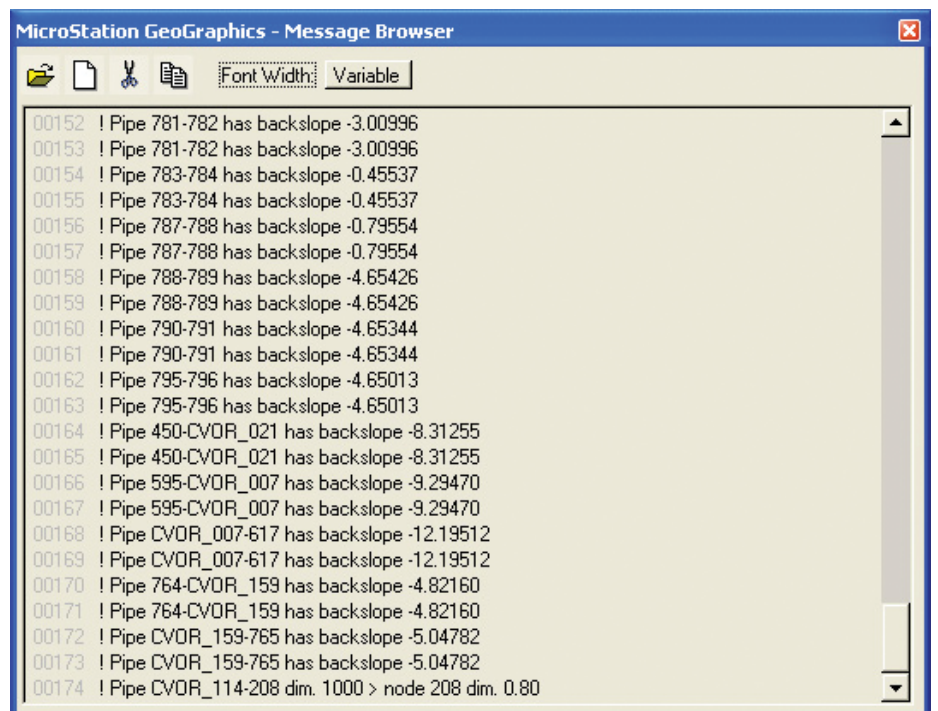 MicroStation GeoGraphics - Message Browser
Font Width: Variable
00152 ! Pipe 781-782 has backslope -3.00996
00153 ! Pipe 781-782 has backslope -3.00996
00154 ! Pipe 783-784 has backslope -0.45537
00155 ! Pipe 783-784 has backslope -0.45537
00156 ! Pipe 787-788 has backslope -0.79554
00157 ! Pipe 787-788 has backslope -0.79554
00158 ! Pipe 788-789 has backslope -4.65426
00159 ! Pipe 788-789 has backslope -4.65426
00160 ! Pipe 790-791 has backslope -4.65344
00161 ! Pipe 790-791 has backslope -4.65344
00162 ! Pipe 795-796 has backslope -4.65013
00163 ! Pipe 795-796 has backslope -4.65013
00164 ! Pipe 450-CVOR_021 has backslope -8.31255
00165 ! Pipe 450-CVOR_021 has backslope -8.31255
00166 ! Pipe 595-CVOR_007 has backslope -9.29470
00167 ! Pipe 595-CVOR_007 has backslope -9.29470
00168 ! Pipe CVOR_007-617 has backslope -12.19512
00169 ! Pipe CVOR_007-617 has backslope -12.19512
00170 ! Pipe 764-CVOR_159 has backslope -4.82160
00171 ! Pipe 764-CVOR_159 has backslope -4.82160
00172 ! Pipe CVOR_159-765 has backslope -5.04782
00173 ! Pipe CVOR_159-765 has backslope -5.04782
00174 ! Pipe CVOR_114-208 dim. 1000 > node 208 dim. 0.80